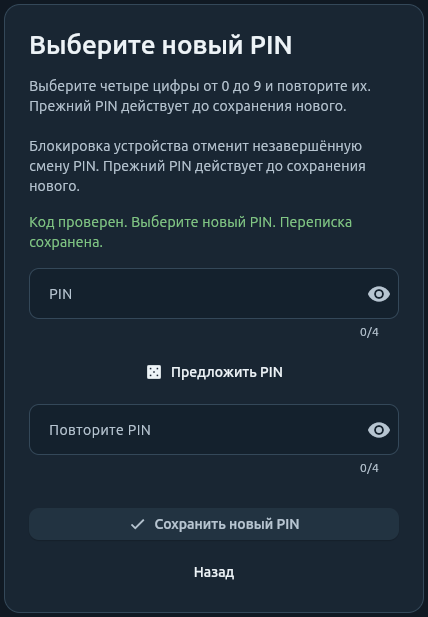 Выберите новый PIN
Выберите четыре цифры от 0 до 9 и повторите их.
Прежний PIN действует до сохранения нового.
Блокировка устройства отменит незавершённую
смену PIN. Прежний PIN действует до сохранения
нового.
Код проверен. Выберите новый PIN. Переписка
сохранена.
PIN
0/4
Предложить PIN
Повторите PIN
0/4
Сохранить новый PIN
Назад